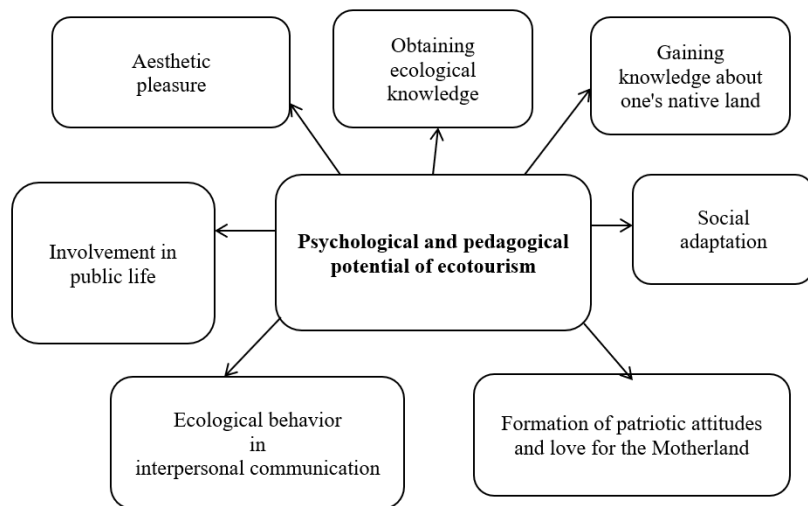 Aesthetic
pleasure
Obtaining
ecological
knowledge
Gaining
knowledge about
one's native land
Involvement in
public life
Psychological and pedagogical
potential of ecotourism
Social
adaptation
Ecological behavior
in
interpersonal communication
Formation of patriotic attitudes
and love for the Motherland